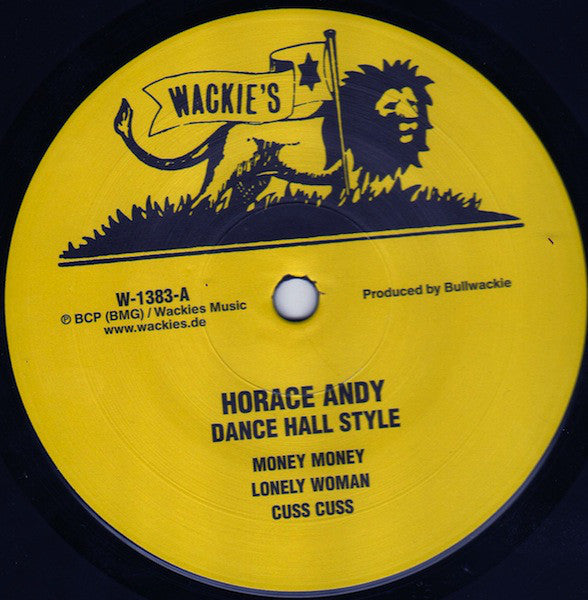 WACKIE'S
W-1383-A
℗ BCP (BMG) / Wackies Music
www.wackies.de
Produced by Bullwackie
HORACE ANDY
DANCE HALL STYLE
MONEY MONEY
LONELY WOMAN
CUSS CUSS